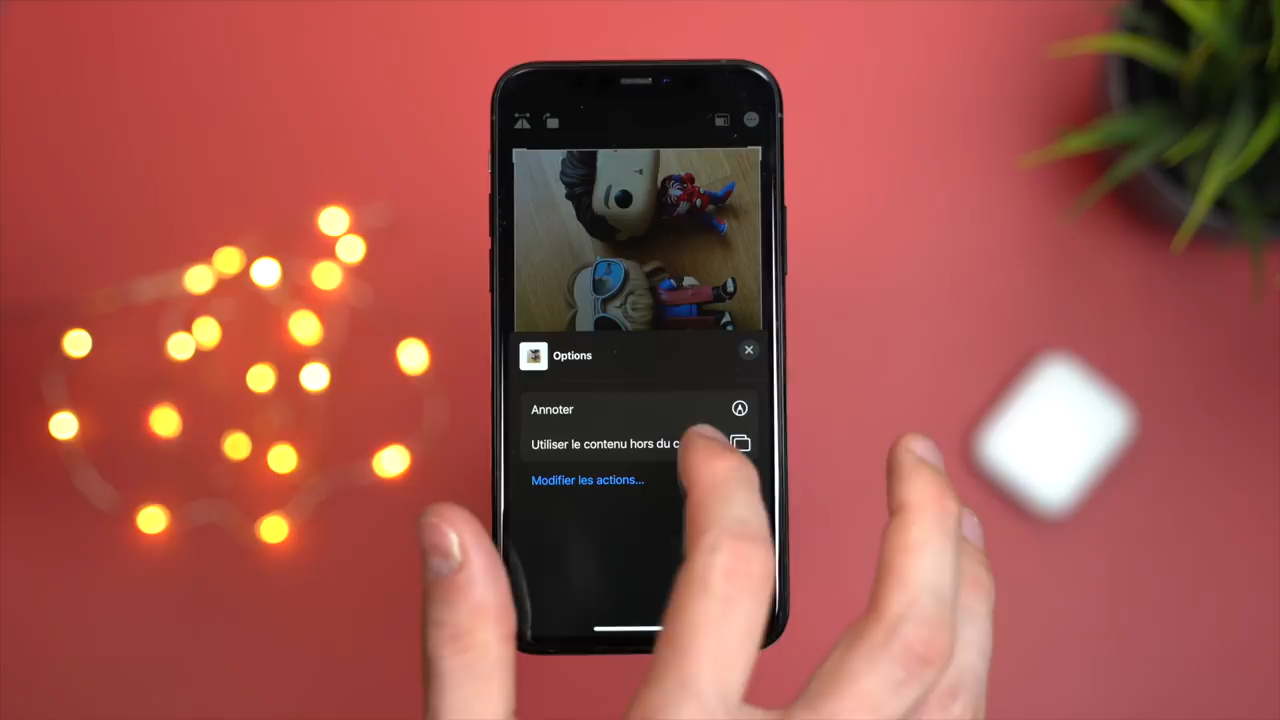 Options
Annoter
Utiliser le contenu hors du
Modifier les actions...